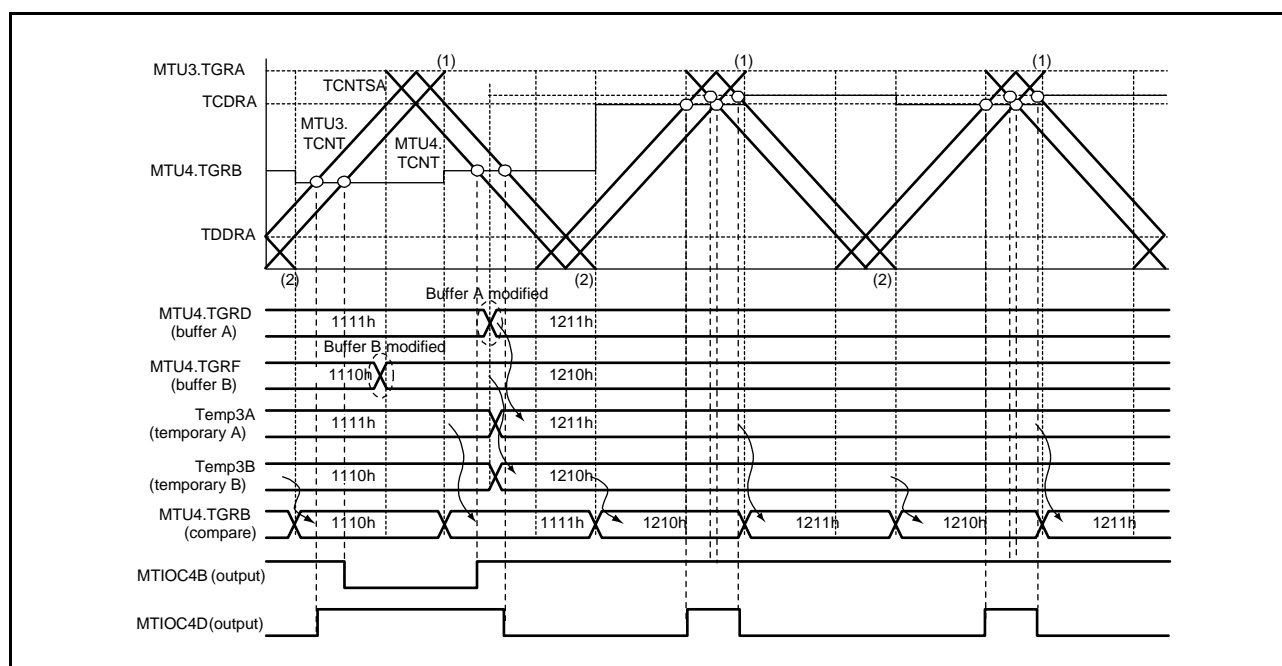 (1) (1) (1)
MTU3.TGRA
TCNTSA
TCDRA
MTU3.
TCNT
MTU4.
TCNT
MTU4.TGRB
TDDRA
(2) (2) (2)
Buffer A modified
MTU4.TGRD
(buffer A)
1111h 1211h
Buffer B modified
MTU4.TGRF
(buffer B)
1110h 1210h
Temp3A
(temporary A)
1111h 1211h
Temp3B
(temporary B)
1110h 1210h
MTU4.TGRB
(compare)
1110h 1111h 1210h 1211h 1210h 1211h
MTIOC4B (output)
MTIOC4D(output)